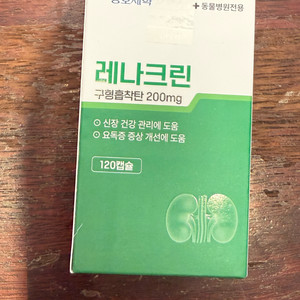 +동물병원전용
레나크린
구형흡착탄 200mg
신장 건강 관리에 도움
요독증 증상 개선에 도움
120캡슐